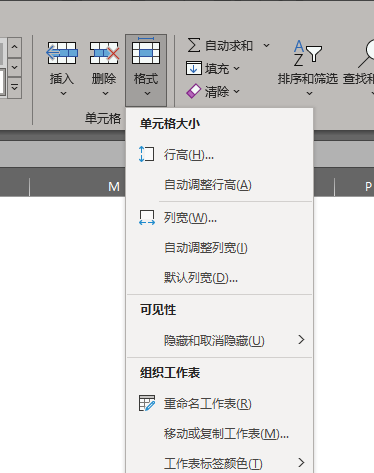 插入
删除
格式
自动求和
填充
清除
排序和筛选
单元格
M
P
单元格大小
行高(H)...
自动调整行高(A)
列宽(W)...
自动调整列宽(I)
默认列宽(D)...
可见性
隐藏和取消隐藏(U)
组织工作表
重命名工作表(R)
移动或复制工作表(M)...
工作表标签颜色(T)